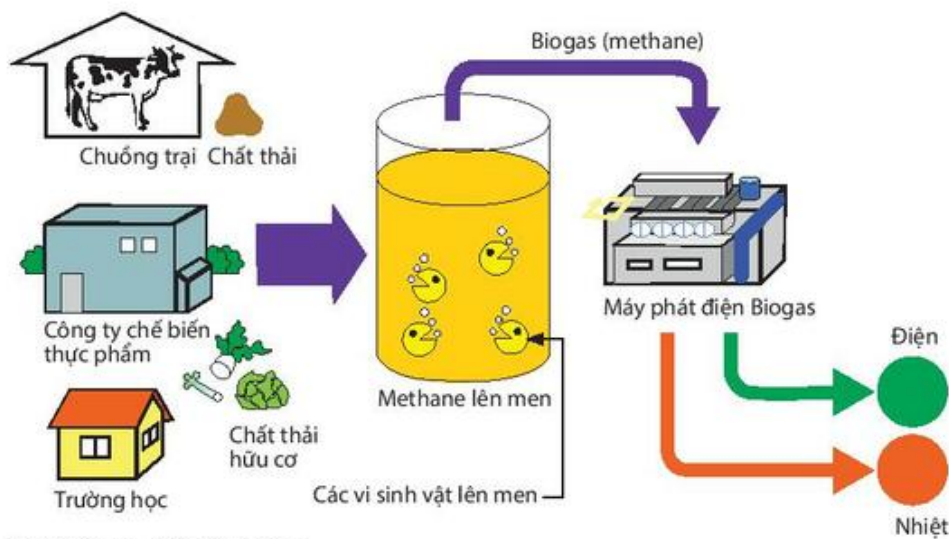 Biogas (methane)
Chuồng trại Chất thải
Máy phát điện Biogas
Công ty chế biến
thực phẩm
Methane lên men
Điện
Chất thải
hữu cơ
Trường học
Các vi sinh vật lên men
Nhiệt